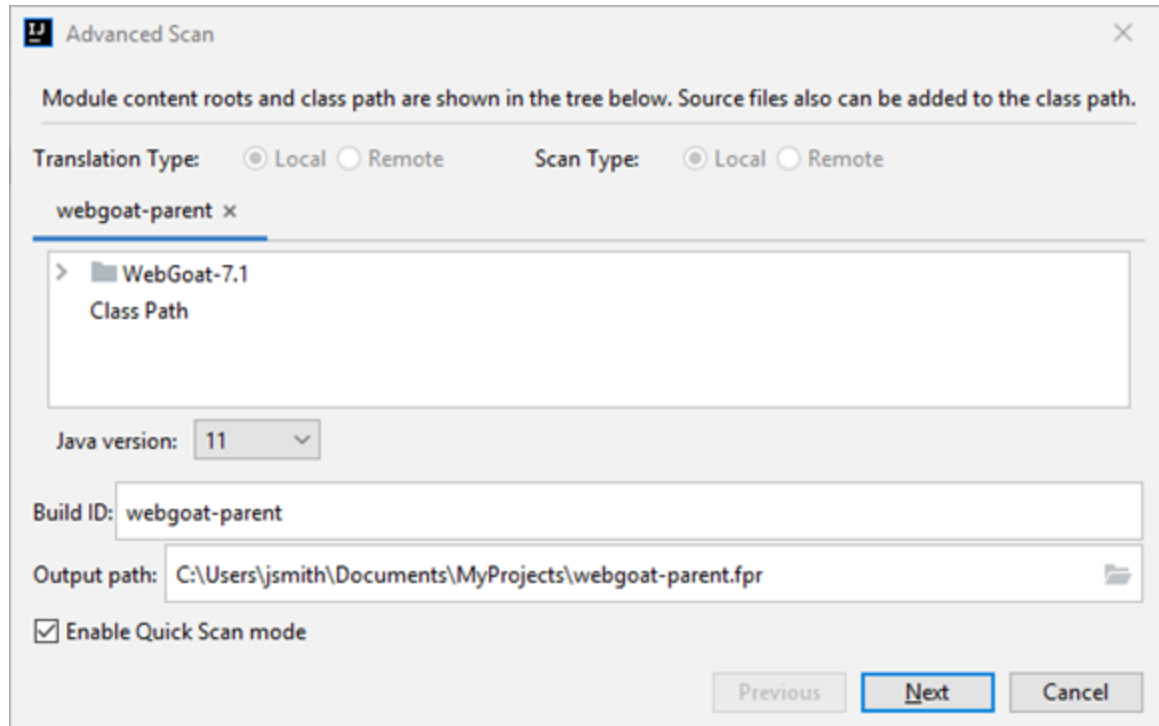 IJ Advanced Scan
Module content roots and class path are shown in the tree below. Source files also can be added to the class path.
Translation Type: Local Remote Scan Type: Local Remote
webgoat-parent ×
WebGoat-7.1
Class Path
Java version: 11
Build ID: webgoat-parent
Output path: C:\Users\jsmith\Documents\MyProjects\webgoat-parent.fpr
Enable Quick Scan mode
Previous Next Cancel